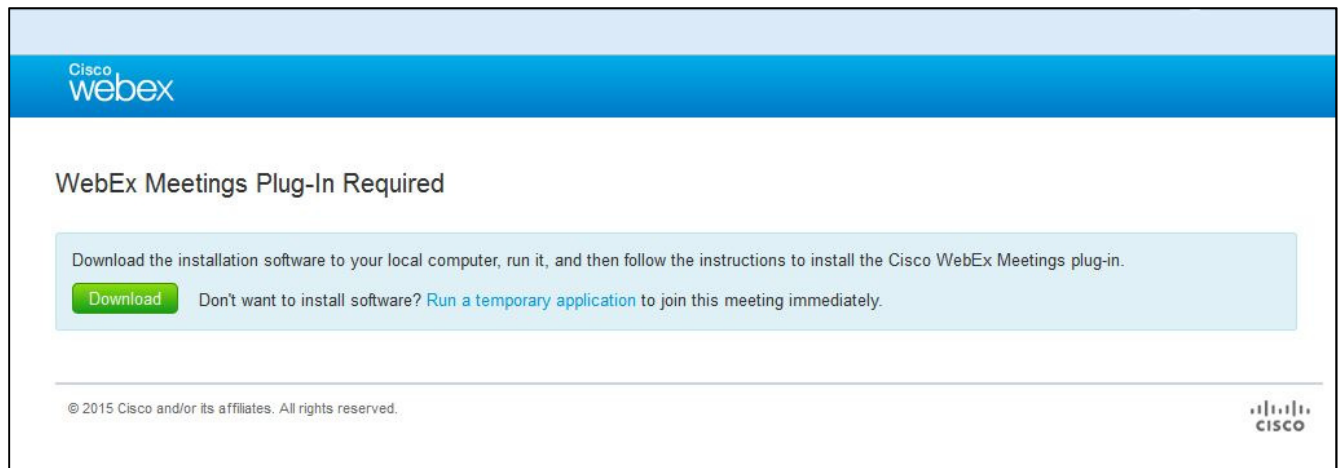 Cisco
webex
WebEx Meetings Plug-In Required
Download the installation software to your local computer, run it, and then follow the instructions to install the Cisco WebEx Meetings plug-in.
Download Don't want to install software? Run a temporary application to join this meeting immediately.
© 2015 Cisco and/or its affiliates. All rights reserved.
CISCO